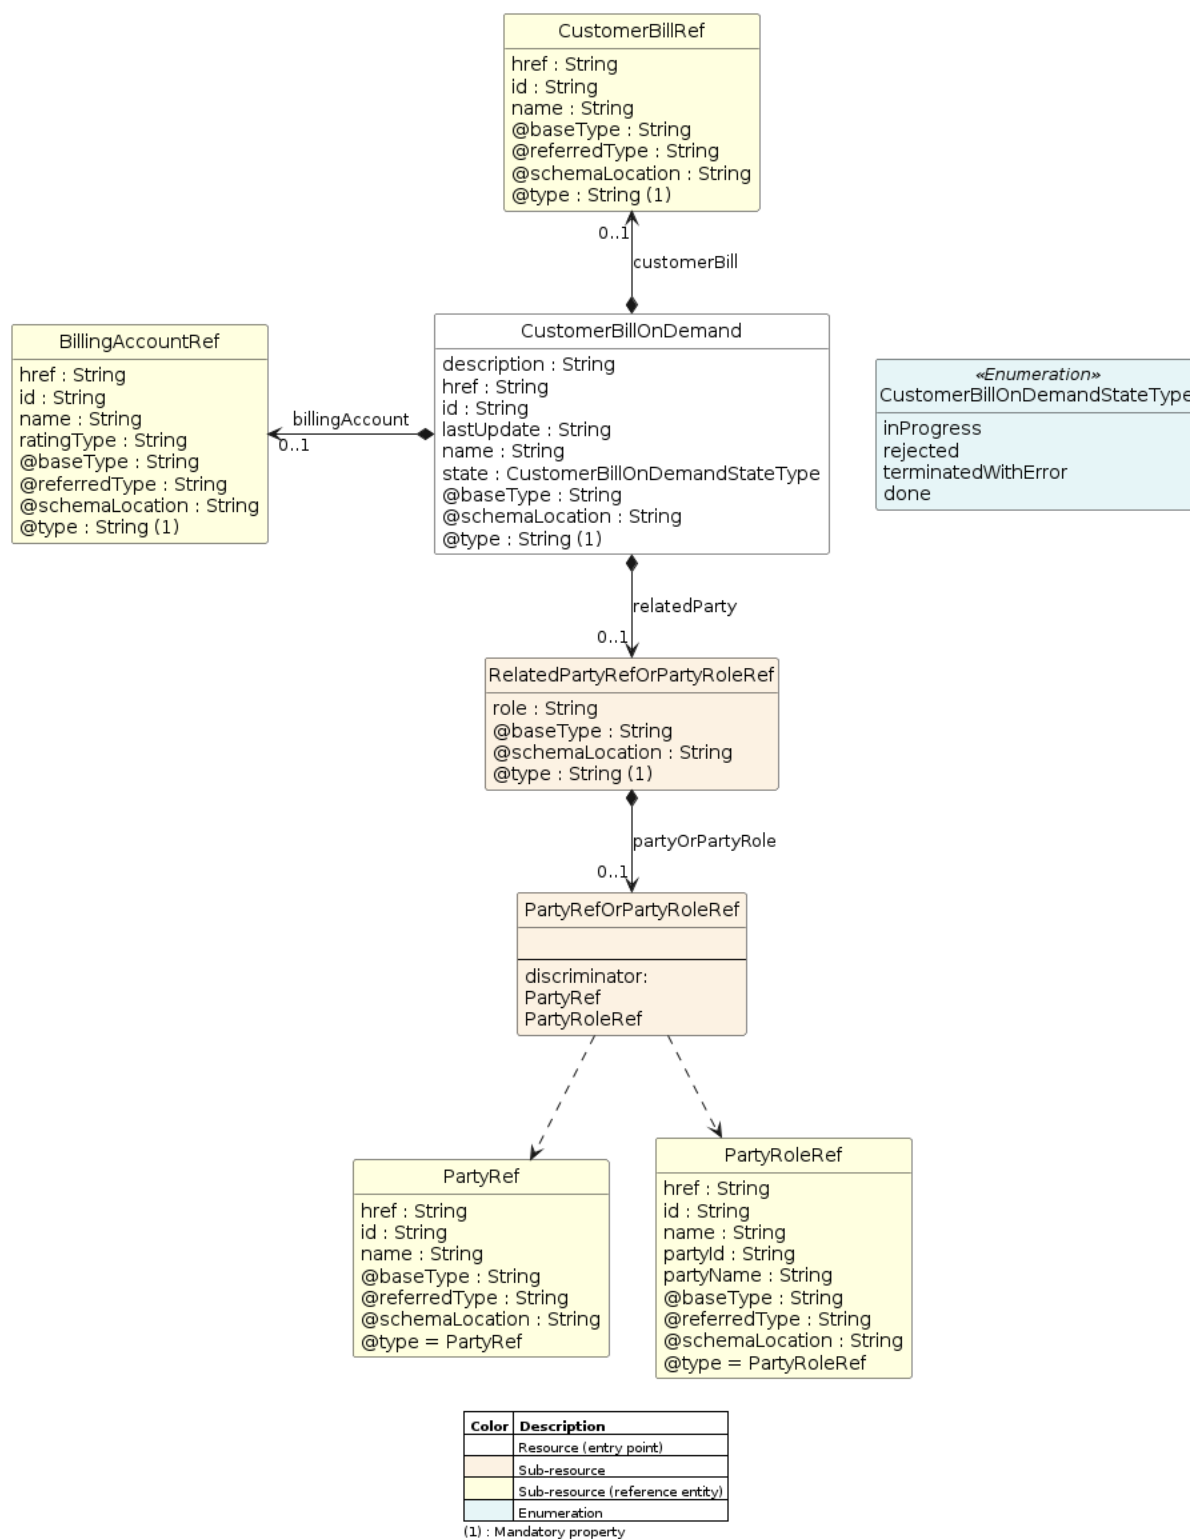 CustomerBillRef
href : String
id : String
name : String
@baseType : String
@referredType : String
@schemaLocation : String
@type : String (1)
0..1
customerBill
BillingAccountRef
href : String
id : String
name : String
ratingType : String
@baseType : String
@referredType : String
@schemaLocation : String
@type : String (1)
billingAccount
0..1
CustomerBillOnDemand
description : String
href : String
id : String
lastUpdate : String
name : String
state : CustomerBillOnDemandStateType
@baseType : String
@schemaLocation : String
@type : String (1)
«Enumeration»
CustomerBillOnDemandStateType
inProgress
rejected
terminatedWithError
done
relatedParty
0..1
RelatedPartyRefOrPartyRoleRef
role : String
@baseType : String
@schemaLocation : String
@type : String (1)
partyOrPartyRole
0..1
PartyRefOrPartyRoleRef
discriminator:
PartyRef
PartyRoleRef
PartyRef
href : String
id : String
name : String
@baseType : String
@referredType : String
@schemaLocation : String
@type = PartyRef
PartyRoleRef
href : String
id : String
name : String
partyId : String
partyName : String
@baseType : String
@referredType : String
@schemaLocation : String
@type = PartyRoleRef
Color Description
Resource (entry point)
Sub-resource
Sub-resource (reference entity)
Enumeration
(1) : Mandatory property